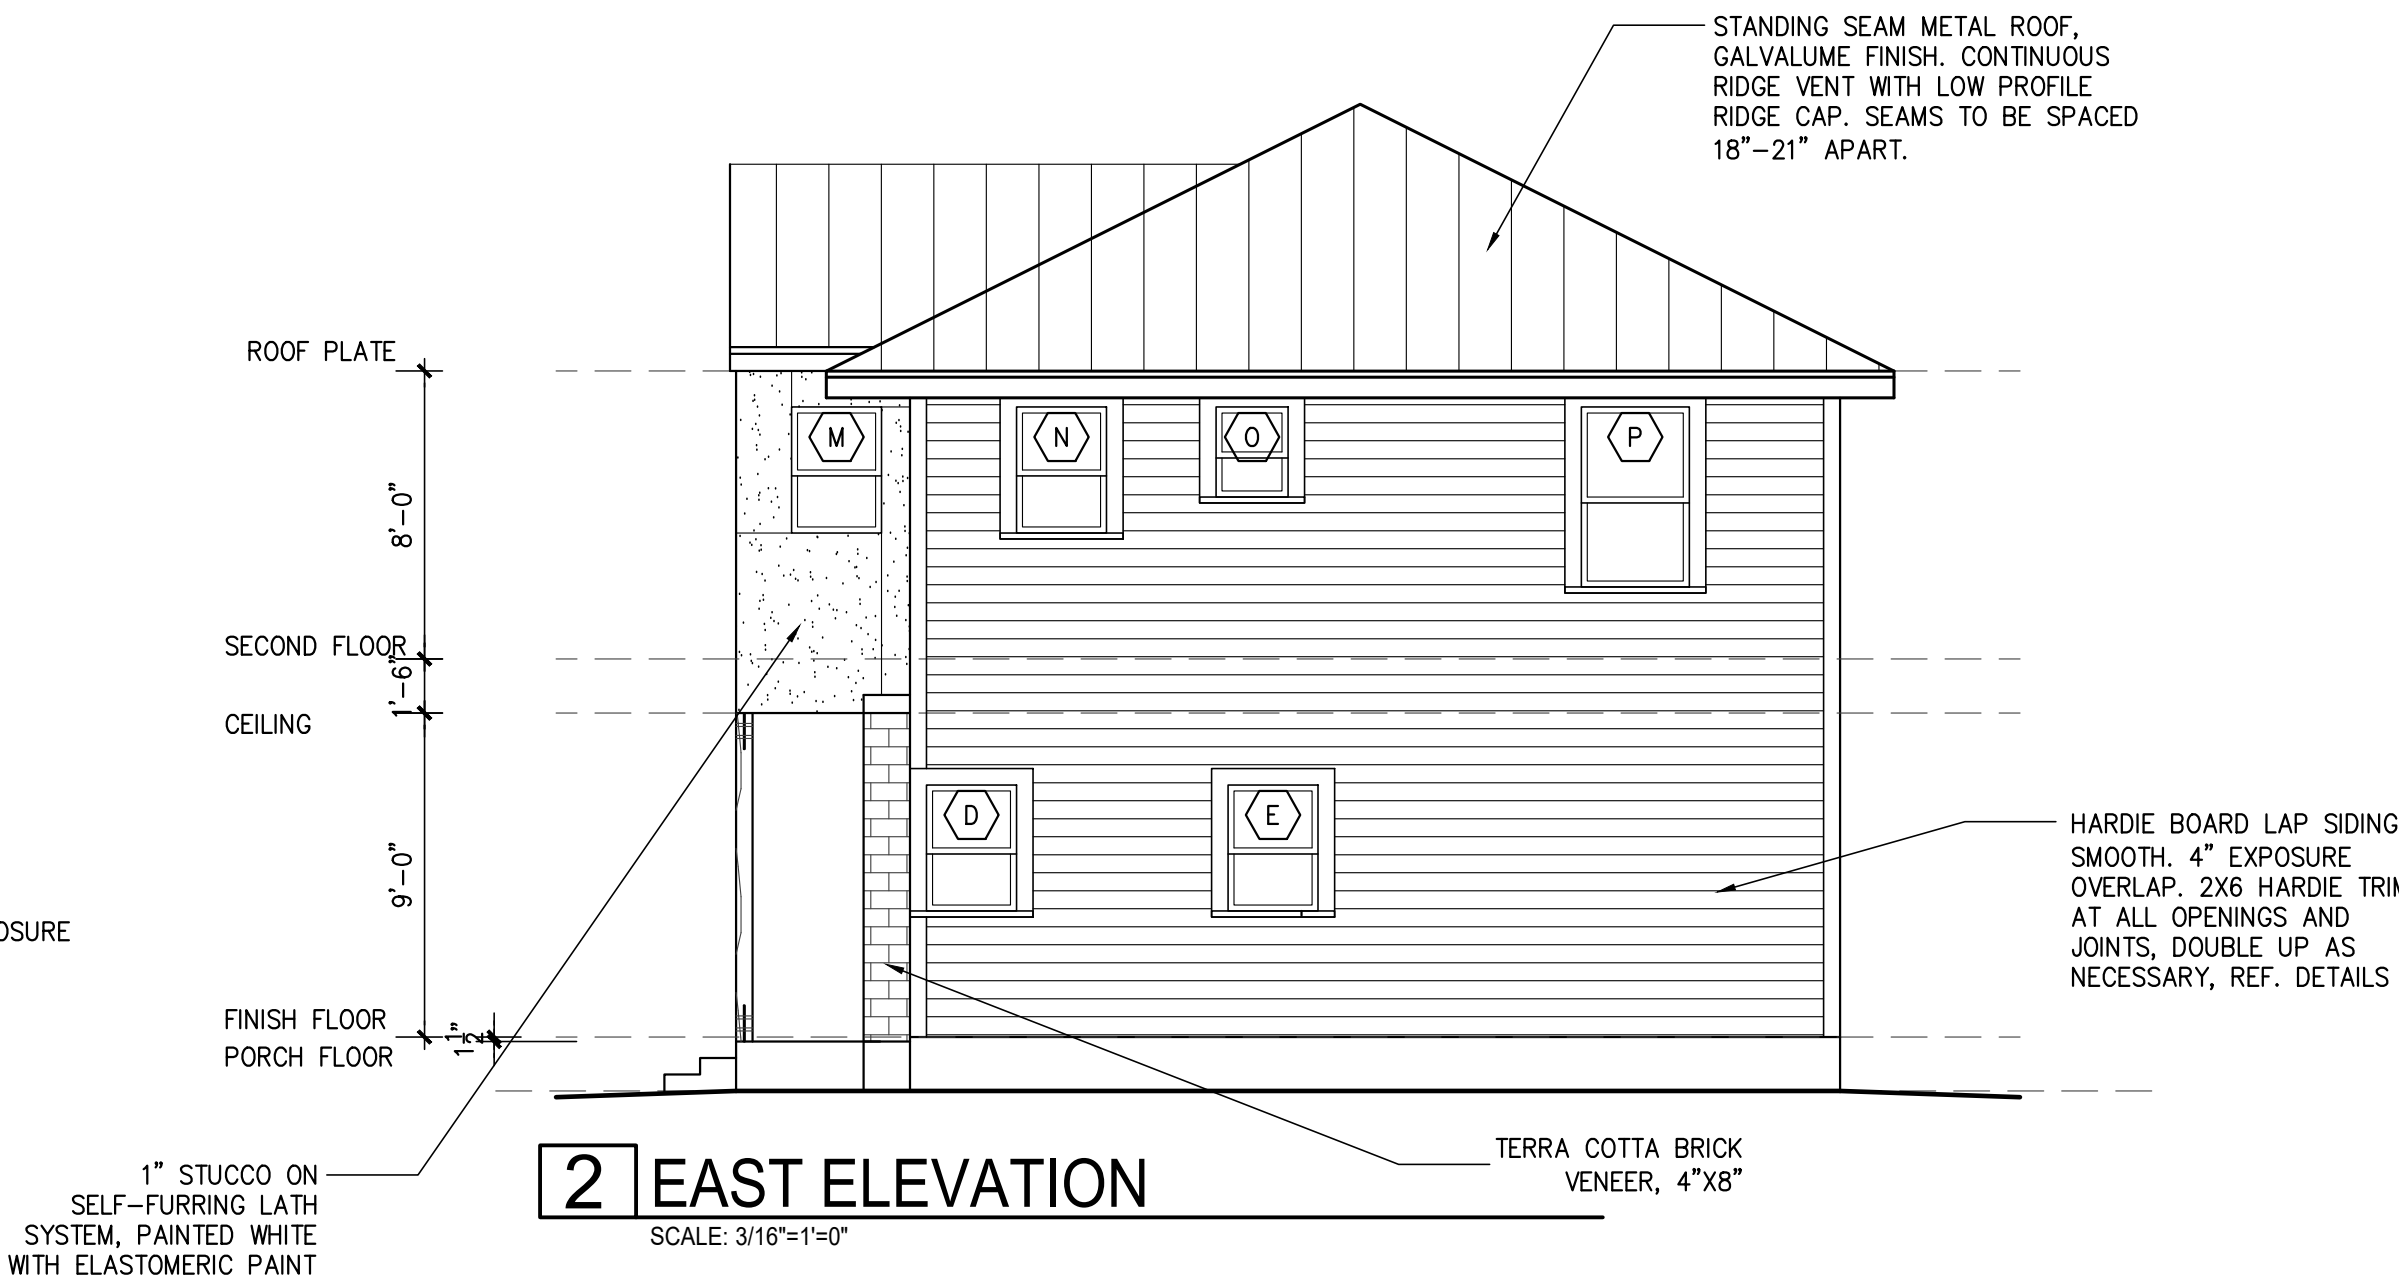 STANDING SEAM METAL ROOF,
GALVALUME FINISH. CONTINUOUS
RIDGE VENT WITH LOW PROFILE
RIDGE CAP. SEAMS TO BE SPACED
18"-21" APART.
ROOF PLATE
M
N
O
P
8'-0"
SECOND FLOOR
1'-6"
CEILING
D
E
HARDIE BOARD LAP SIDING
SMOOTH. 4" EXPOSURE
OVERLAP. 2X6 HARDIE TRIM
AT ALL OPENINGS AND
JOINTS, DOUBLE UP AS
NECESSARY, REF. DETAILS
9'-0"
OSURE
FINISH FLOOR
1 1/2"
PORCH FLOOR
TERRA COTTA BRICK
VENEER, 4"X8"
1" STUCCO ON
SELF-FURRING LATH
SYSTEM, PAINTED WHITE
WITH ELASTOMERIC PAINT
2 EAST ELEVATION
SCALE: 3/16"=1'=0"